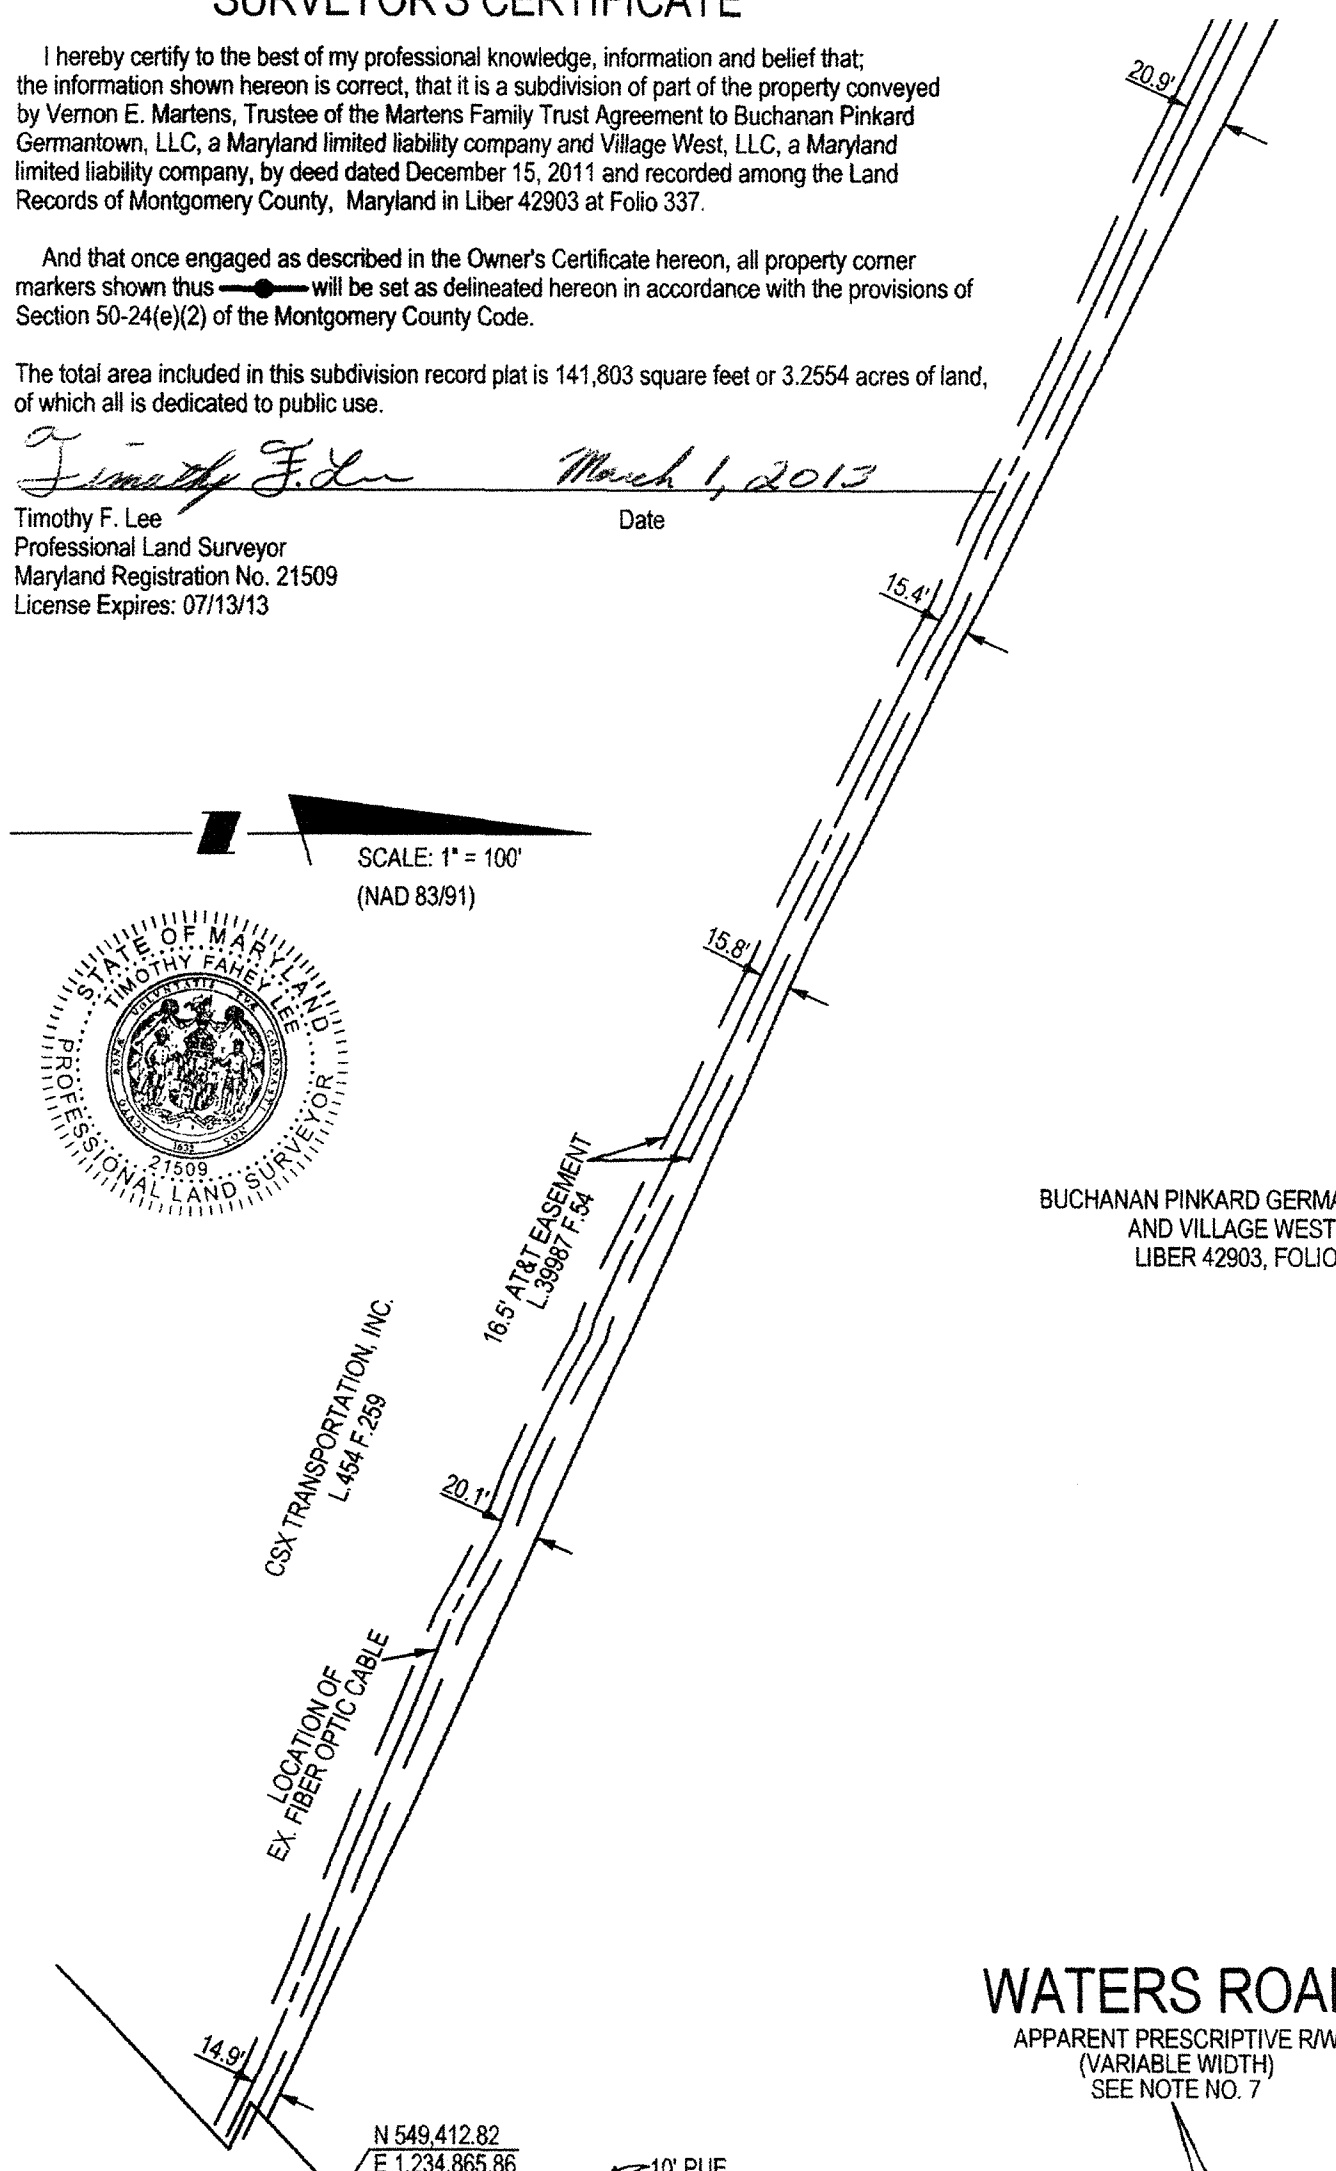 SURVEYOR'S CERTIFICATE
I hereby certify to the best of my professional knowledge, information and belief that;
the information shown hereon is correct, that it is a subdivision of part of the property conveyed
by Vernon E. Martens, Trustee of the Martens Family Trust Agreement to Buchanan Pinkard
Germantown, LLC, a Maryland limited liability company and Village West, LLC, a Maryland
limited liability company, by deed dated December 15, 2011 and recorded among the Land
Records of Montgomery County, Maryland in Liber 42903 at Folio 337.
And that once engaged as described in the Owner's Certificate hereon, all property corner
markers shown thus will be set as delineated hereon in accordance with the provisions of
Section 50-24(e)(2) of the Montgomery County Code.
The total area included in this subdivision record plat is 141,803 square feet or 3.2554 acres of land,
of which all is dedicated to public use.
Timothy F. Lee March 1, 2013
Timothy F. Lee Date
Professional Land Surveyor
Maryland Registration No. 21509
License Expires: 07/13/13
20.9'
15.4'
SCALE: 1" = 100'
(NAD 83/91)
STATE OF MARYLAND
TIMOTHY FAHEY LEE
PROFESSIONAL LAND SURVEYOR
21509
1632
15.8'
16.5' AT&T EASEMENT
L.39987 F.54
BUCHANAN PINKARD GERMA
AND VILLAGE WEST
LIBER 42903, FOLIO
CSX TRANSPORTATION, INC.
L.454 F.259
20.1'
LOCATION OF
EX. FIBER OPTIC CABLE
WATERS ROA
APPARENT PRESCRIPTIVE R/W
(VARIABLE WIDTH)
SEE NOTE NO. 7
14.9'
N 549,412.82
E 1,234,865.86
10' PUE